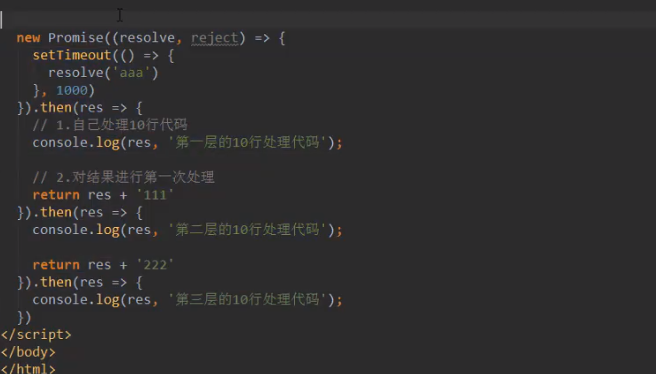 new Promise((resolve, reject) => {
setTimeout(() => {
resolve('aaa')
}, 1000)
}).then(res => {
// 1.自己处理10行代码
console.log(res, '第一层的10行处理代码');
// 2.对结果进行第一次处理
return res + '111'
}).then(res => {
console.log(res, '第二层的10行处理代码');
return res + '222'
}).then(res => {
console.log(res, '第三层的10行处理代码');
})
</script>
</body>
</html>